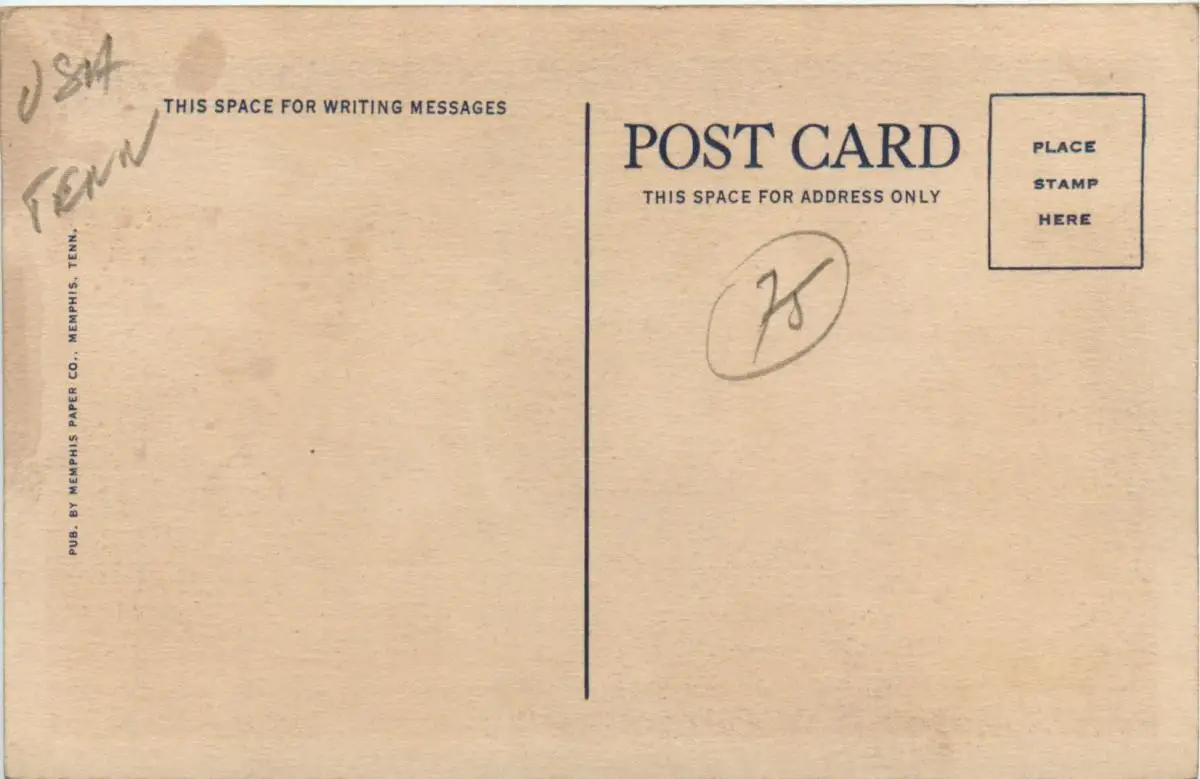 USA
TENN
THIS SPACE FOR WRITING MESSAGES
PUB. BY MEMPHIS PAPER CO., MEMPHIS, TENN.
POST CARD
THIS SPACE FOR ADDRESS ONLY
PLACE
STAMP
HERE
75